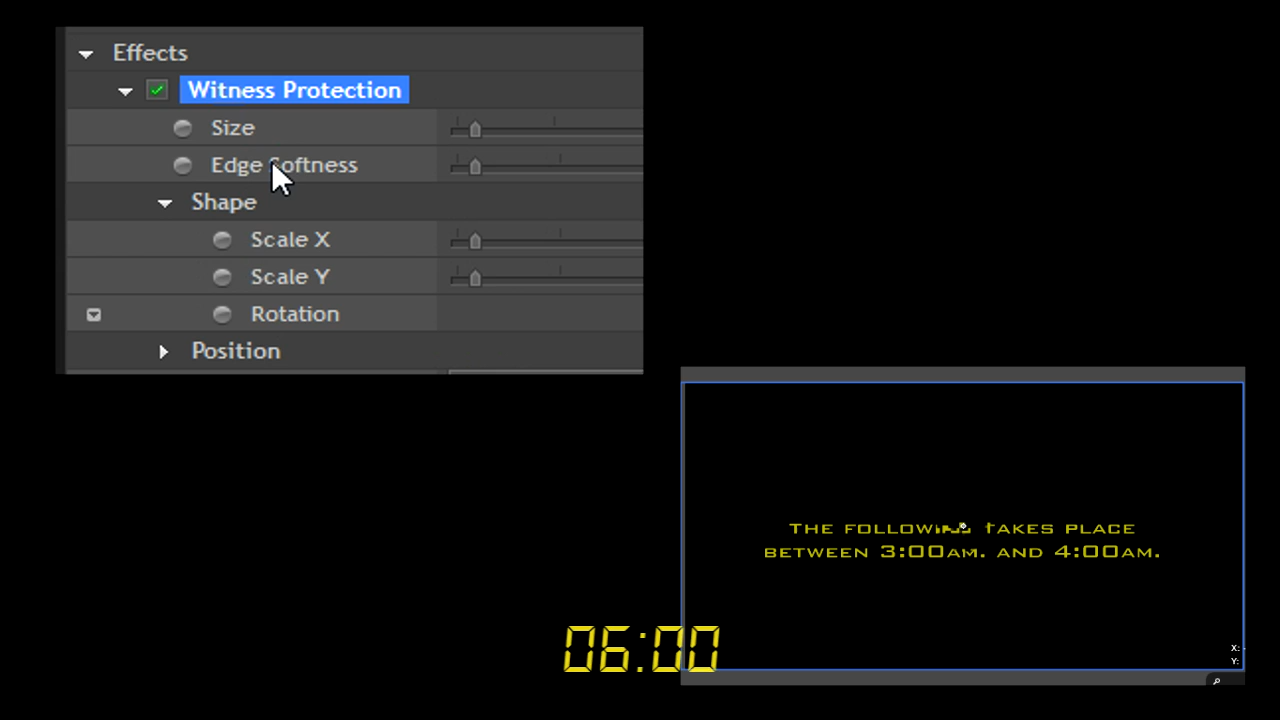 Effects
Witness Protection
Size
Edge Softness
Shape
Scale X
Scale Y
Rotation
Position
THE FOLLOWING TAKES PLACE
BETWEEN 3:00AM. AND 4:00AM.
06:00
X:
Y: